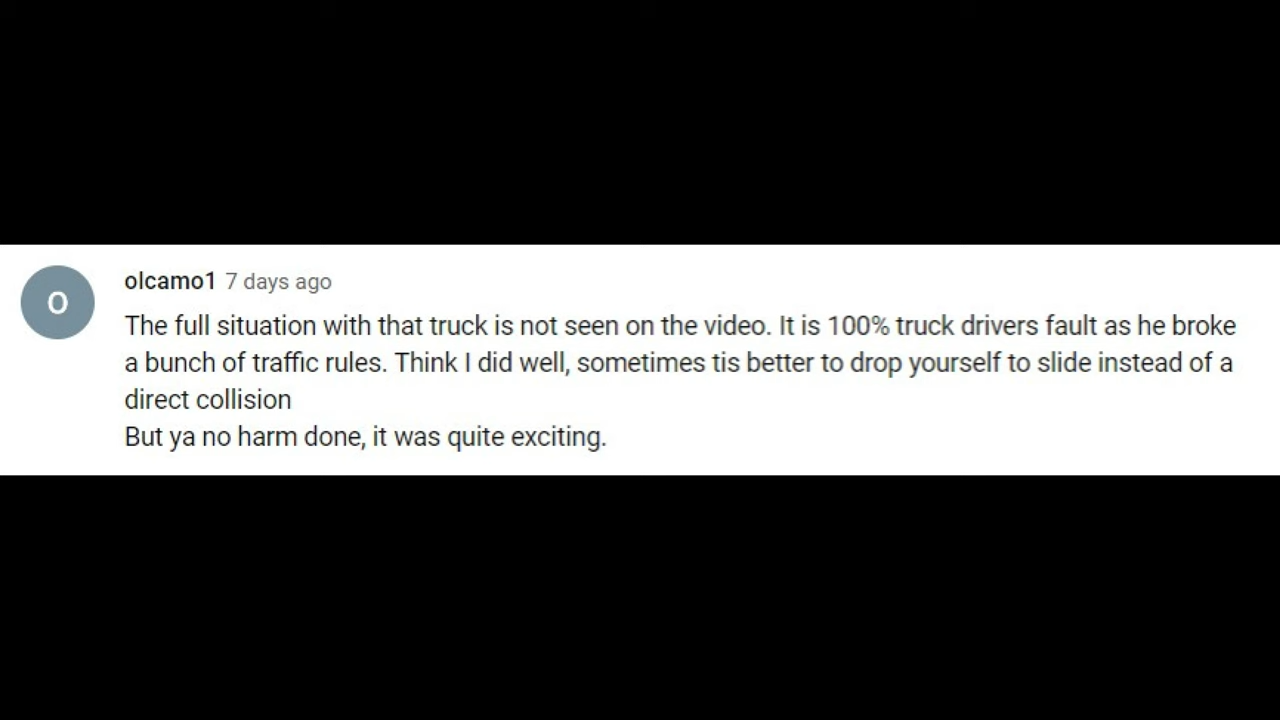 O
olcamo1 7 days ago
The full situation with that truck is not seen on the video. It is 100% truck drivers fault as he broke
a bunch of traffic rules. Think I did well, sometimes tis better to drop yourself to slide instead of a
direct collision
But ya no harm done, it was quite exciting.